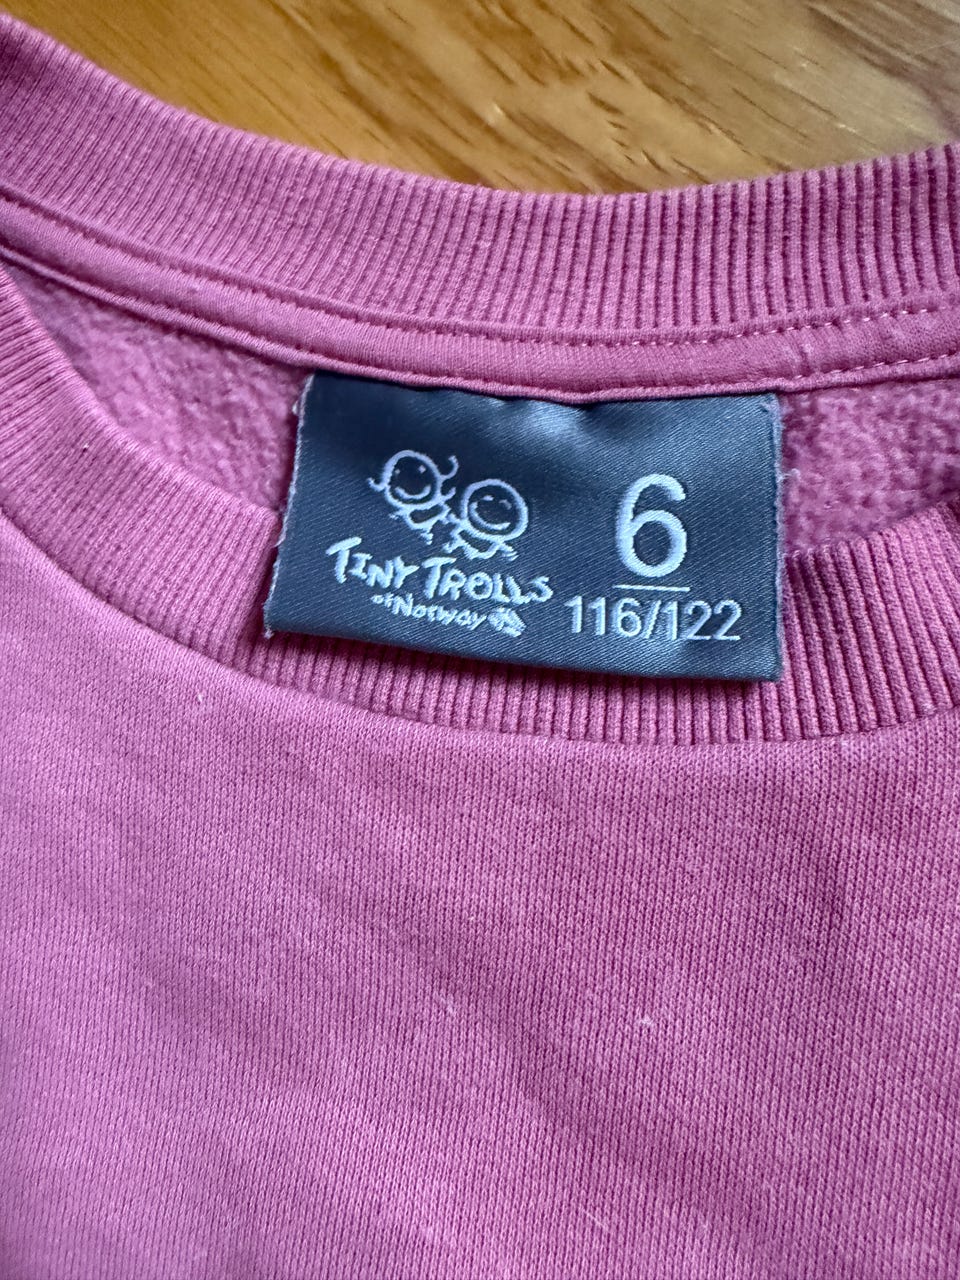 TINY TROLLS
OF NORWAY
6
116/122